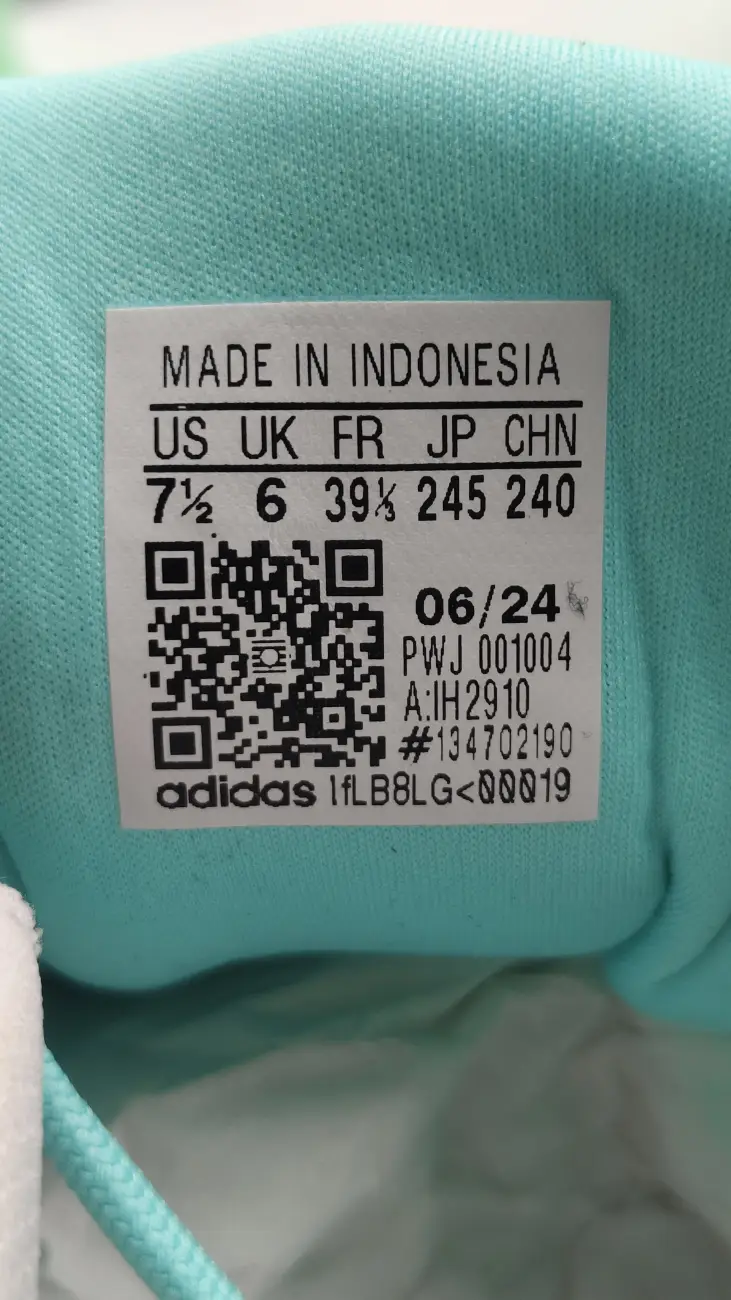 MADE IN INDONESIA
US UK FR JP CHN
7½ 6 39⅓ 245 240
06/24
PWJ 001004
A:IH2910
#134702190
adidas 1fLB8LG<00019